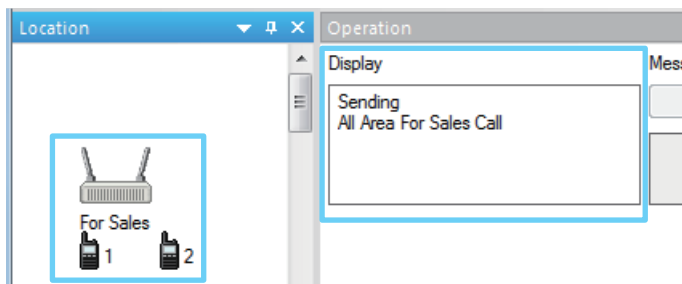 Location
Operation
Display
Mess
Sending
All Area For Sales Call
For Sales
1
2